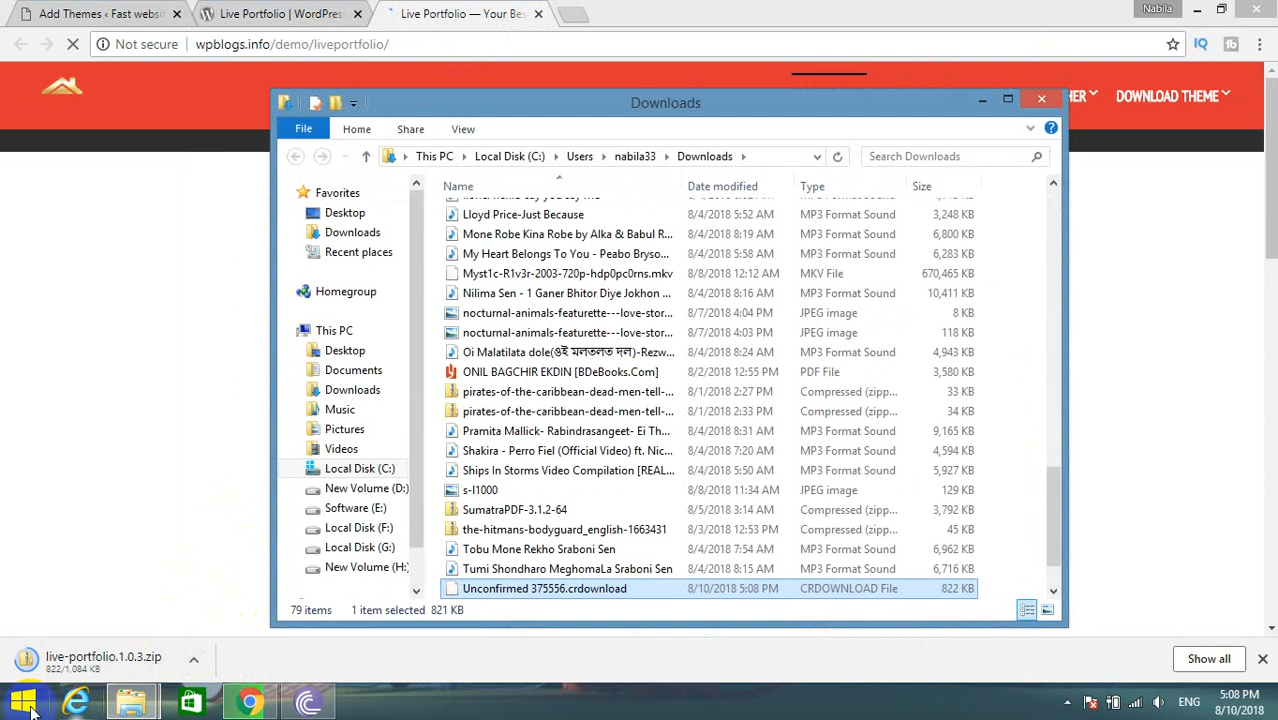 Add Themes ‹ Fast websit
Live Portfolio | WordPress
Live Portfolio — Your Bes
Nabila
Not secure | wpblogs.info/demo/liveportfolio/
HER
DOWNLOAD THEME
Downloads
File Home Share View
This PC Local Disk (C:) Users nabila33 Downloads
Search Downloads
Name Date modified Type Size
Favorites
Desktop
Downloads
Recent places
Homegroup
This PC
Desktop
Documents
Downloads
Music
Pictures
Videos
Local Disk (C:)
New Volume (D:)
Software (E:)
Local Disk (F:)
Local Disk (G:)
New Volume (H:
Lloyd Price-Just Because 8/4/2018 5:52 AM MP3 Format Sound 3,248 KB
Mone Robe Kina Robe by Alka & Babul R... 8/4/2018 8:19 AM MP3 Format Sound 6,800 KB
My Heart Belongs To You - Peabo Bryso... 8/4/2018 5:58 AM MP3 Format Sound 6,283 KB
Myst1c-R1v3r-2003-720p-hdp0pc0rns.mkv 8/8/2018 12:12 AM MKV File 670,465 KB
Nilima Sen - 1 Ganer Bhitor Diye Jokhon ... 8/4/2018 8:16 AM MP3 Format Sound 10,411 KB
nocturnal-animals-featurette---love-stor... 8/7/2018 4:04 PM JPEG image 8 KB
nocturnal-animals-featurette---love-stor... 8/7/2018 4:03 PM JPEG image 118 KB
Oi Malatilata dole(ওই মলতলত দল)-Rezw... 8/4/2018 8:24 AM MP3 Format Sound 4,943 KB
ONIL BAGCHIR EKDIN [BDeBooks.Com] 8/2/2018 12:55 PM PDF File 3,580 KB
pirates-of-the-caribbean-dead-men-tell-... 8/1/2018 2:27 PM Compressed (zipp... 33 KB
pirates-of-the-caribbean-dead-men-tell-... 8/1/2018 2:33 PM Compressed (zipp... 34 KB
Pramita Mallick- Rabindrasangeet- Ei Th... 8/4/2018 8:31 AM MP3 Format Sound 9,165 KB
Shakira - Perro Fiel (Official Video) ft. Nic... 8/4/2018 7:20 AM MP3 Format Sound 4,594 KB
Ships In Storms Video Compilation [REAL... 8/4/2018 5:50 AM MP3 Format Sound 5,927 KB
s-l1000 8/8/2018 11:34 AM JPEG image 129 KB
SumatraPDF-3.1.2-64 8/5/2018 3:14 AM Compressed (zipp... 3,792 KB
the-hitmans-bodyguard_english-1663431 8/3/2018 12:53 PM Compressed (zipp... 45 KB
Tobu Mone Rekho Sraboni Sen 8/4/2018 7:54 AM MP3 Format Sound 6,962 KB
Tumi Shondharo MeghomaLa Sraboni Sen 8/4/2018 8:15 AM MP3 Format Sound 6,716 KB
Unconfirmed 375556.crdownload 8/10/2018 5:08 PM CRDOWNLOAD File 822 KB
79 items 1 item selected 821 KB
live-portfolio.1.0.3.zip
822/1,084 KB
Show all
ENG
5:08 PM
8/10/2018